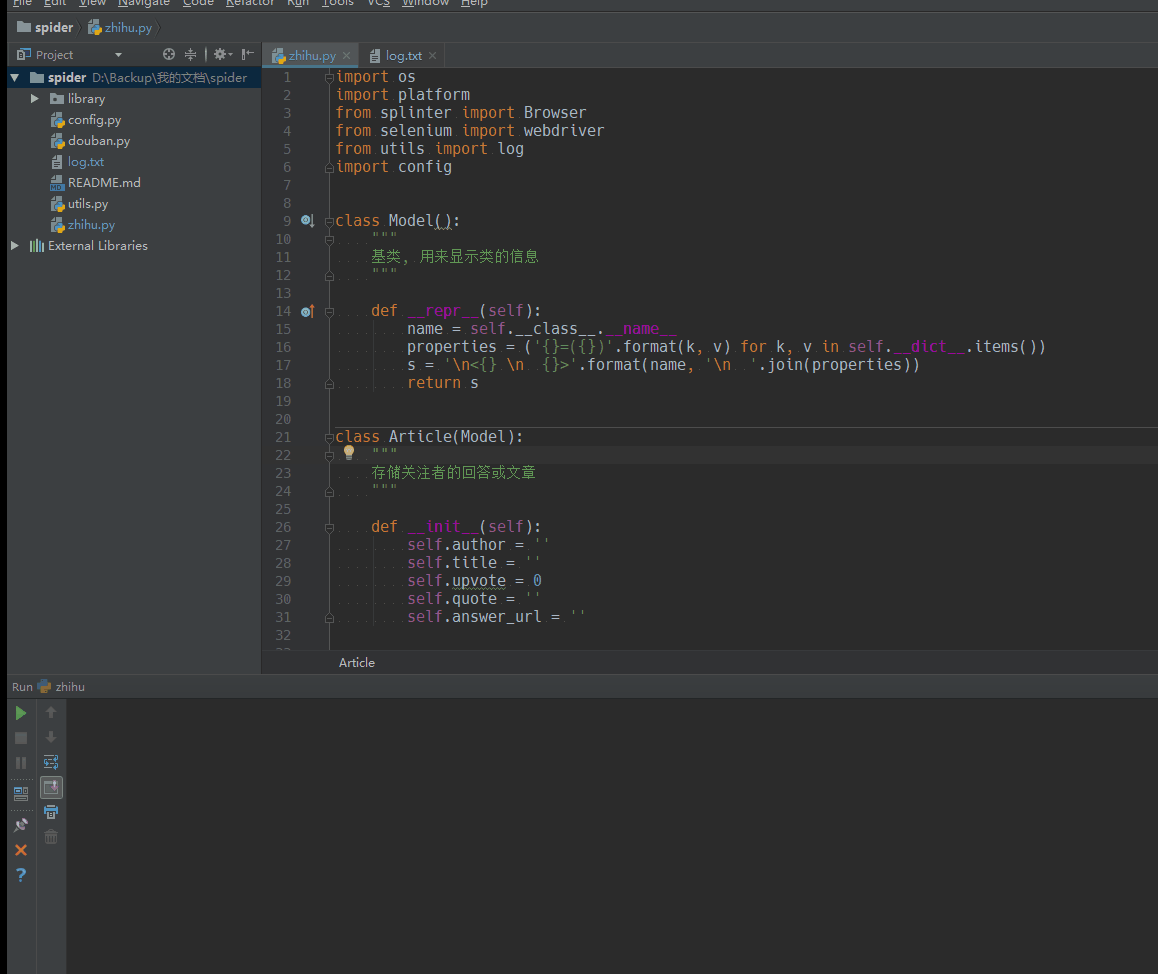 File Edit View Navigate Code Refactor Run Tools VCS Window Help
spider zhihu.py
Project
zhihu.py
log.txt
spider D:\Backup\我的文档\spider
library
config.py
douban.py
log.txt
README.md
utils.py
zhihu.py
External Libraries
1 import os
2 import platform
3 from splinter import Browser
4 from selenium import webdriver
5 from utils import log
6 import config
7
8
9 class Model():
10 """
11 基类, 用来显示类的信息
12 """
13
14 def __repr__(self):
15 name = self.__class__.__name__
16 properties = ('{}=({})'.format(k, v) for k, v in self.__dict__.items())
17 s = '\n<{} \n  {}>'.format(name, '\n  '.join(properties))
18 return s
19
20
21 class Article(Model):
22 """
23 存储关注者的回答或文章
24 """
25
26 def __init__(self):
27 self.author = ''
28 self.title = ''
29 self.upvote = 0
30 self.quote = ''
31 self.answer_url = ''
32
Article
Run zhihu